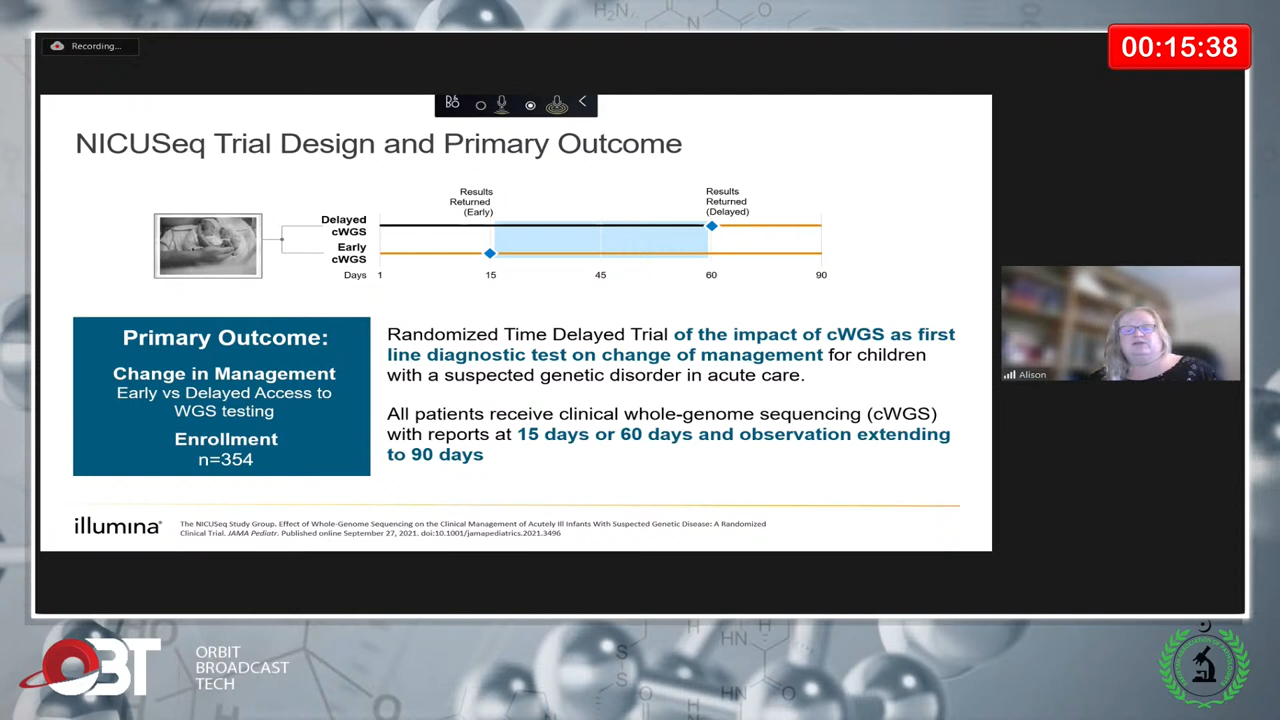 Recording...
00:15:38
NICUSeq Trial Design and Primary Outcome
Results
Returned
(Early)
Results
Returned
(Delayed)
Delayed
cWGS
Early
cWGS
Days 1 15 45 60 90
Primary Outcome:
Change in Management
Early vs Delayed Access to
WGS testing
Enrollment
n=354
Randomized Time Delayed Trial of the impact of cWGS as first
line diagnostic test on change of management for children
with a suspected genetic disorder in acute care.
All patients receive clinical whole-genome sequencing (cWGS)
with reports at 15 days or 60 days and observation extending
to 90 days
illumina®
The NICUSeq Study Group. Effect of Whole-Genome Sequencing on the Clinical Management of Acutely Ill Infants With Suspected Genetic Disease: A Randomized
Clinical Trial. JAMA Pediatr. Published online September 27, 2021. doi:10.1001/jamapediatrics.2021.3496
Alison
OBT
ORBIT
BROADCAST
TECH
H₂N
N
O
HN
HN
S
S